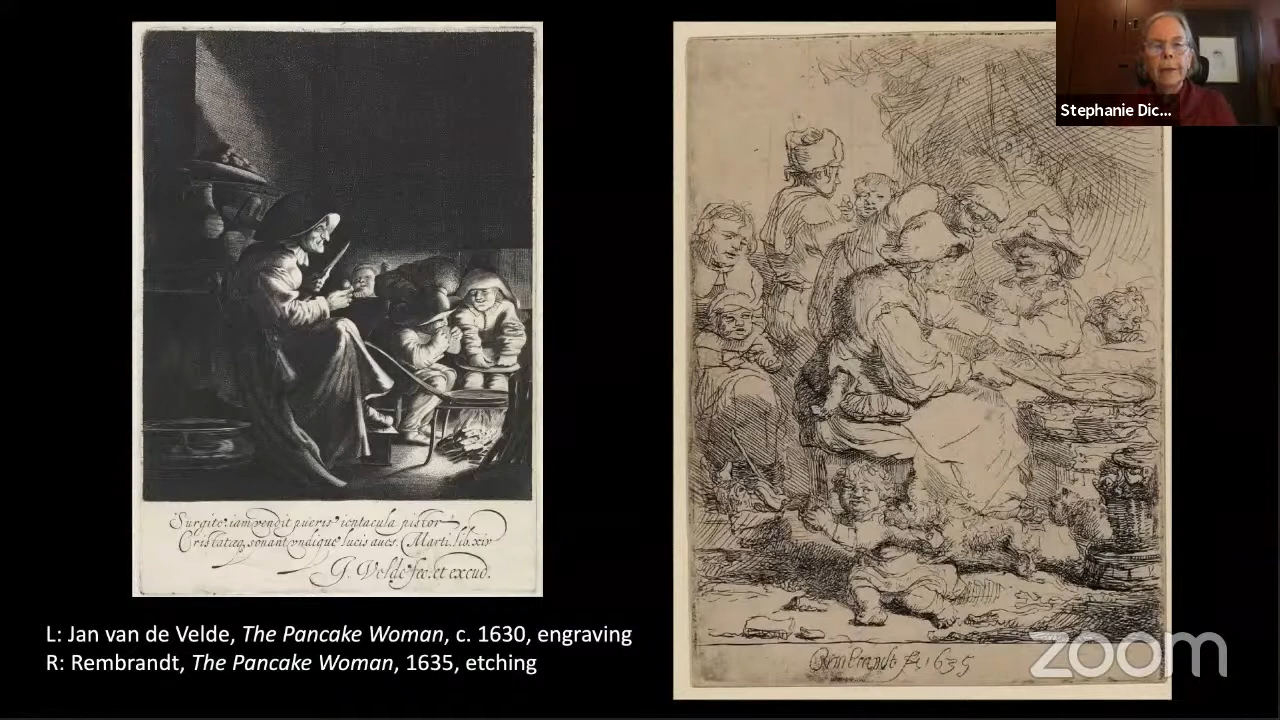 Stephanie Dic...
Surgite: iam vendit pueris ientacula pistor
Cristatæq sonant undique lucis aues. Marti. lib. xiv
J. Velde fec. et excud.
Rembrandt f. 1635
L: Jan van de Velde, The Pancake Woman, c. 1630, engraving
R: Rembrandt, The Pancake Woman, 1635, etching
zoom